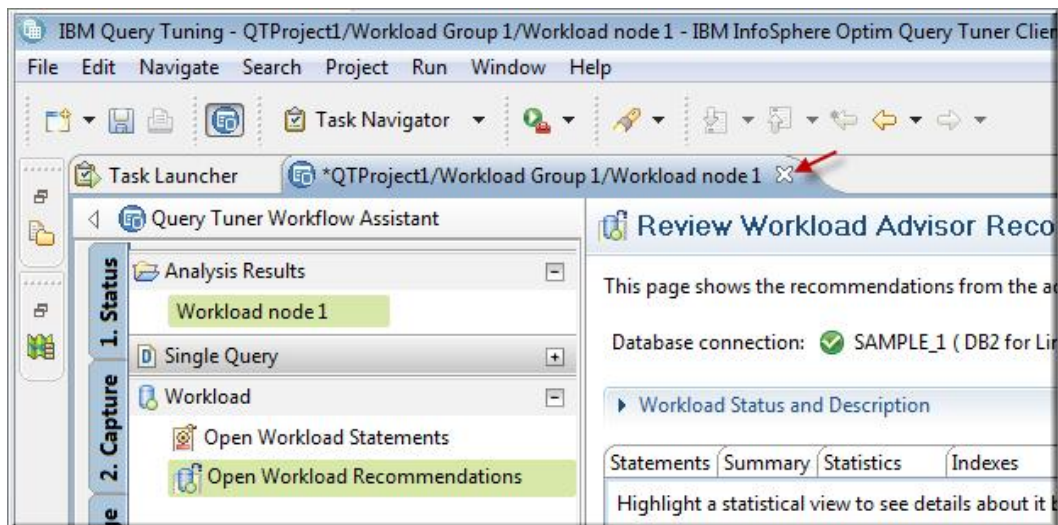 IBM Query Tuning - QTProject1/Workload Group 1/Workload node 1 - IBM InfoSphere Optim Query Tuner Clien
File Edit Navigate Search Project Run Window Help
Task Navigator
Task Launcher
*QTProject1/Workload Group 1/Workload node 1
Query Tuner Workflow Assistant
1. Status
2. Capture
Analysis Results
Workload node 1
Single Query
Workload
Open Workload Statements
Open Workload Recommendations
Review Workload Advisor Reco
This page shows the recommendations from the a
Database connection: SAMPLE_1 ( DB2 for Li
Workload Status and Description
Statements Summary Statistics Indexes
Highlight a statistical view to see details about it